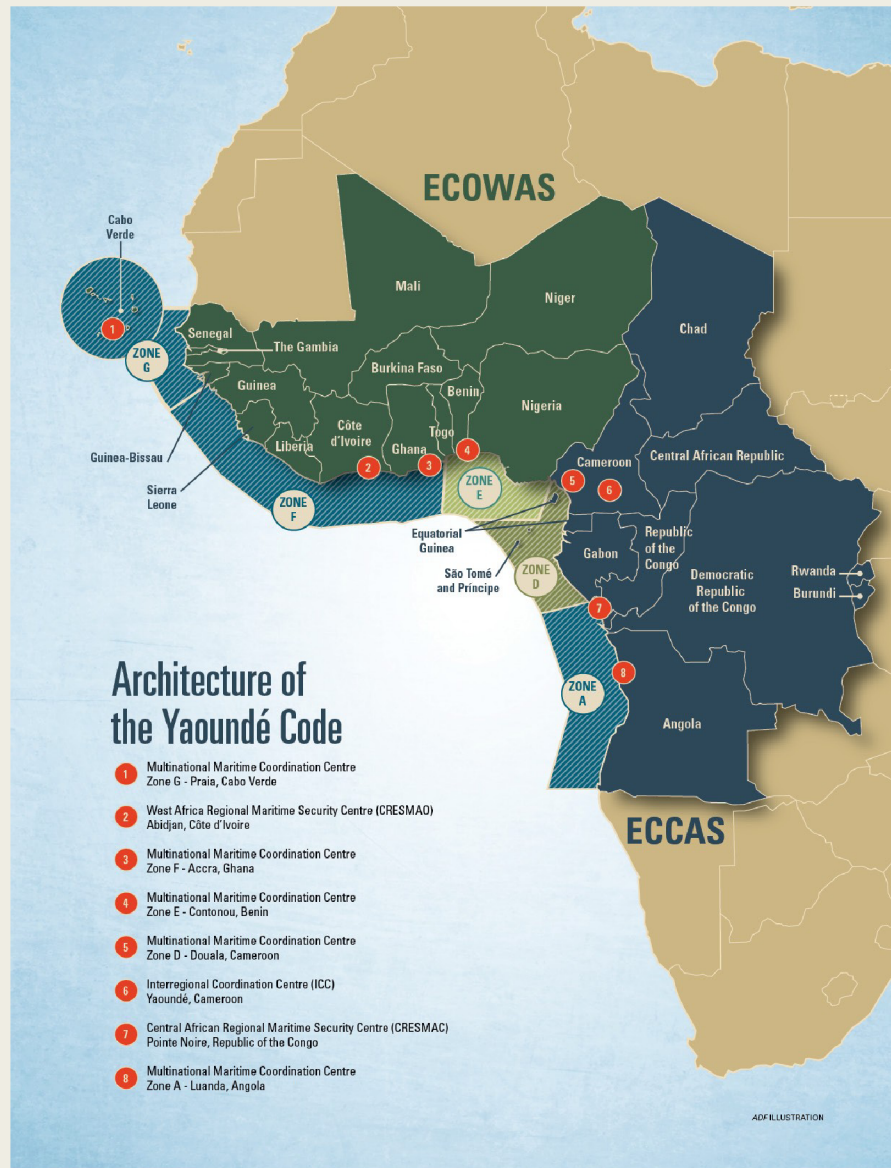 ECOWAS
Cabo
Verde
Mali
Niger
Chad
1
Senegal
The Gambia
ZONE
G
Burkina Faso
Guinea
Benin
Nigeria
Côte
d'Ivoire
Togo
Ghana
Liberia
Guinea-Bissau
Cameroon
Central African Republic
4
2
3
5
6
ZONE
E
Sierra
Leone
ZONE
F
Equatorial
Guinea
Gabon
Republic
of the
Congo
São Tomé
and Príncipe
ZONE
D
Democratic
Republic
of the Congo
Rwanda
Burundi
7
8
ZONE
A
Angola
ECCAS
Architecture of
the Yaoundé Code
1 Multinational Maritime Coordination Centre
Zone G - Praia, Cabo Verde
2 West Africa Regional Maritime Security Centre (CRESMAO)
Abidjan, Côte d'Ivoire
3 Multinational Maritime Coordination Centre
Zone F - Accra, Ghana
4 Multinational Maritime Coordination Centre
Zone E - Contonou, Benin
5 Multinational Maritime Coordination Centre
Zone D - Douala, Cameroon
6 Interregional Coordination Centre (ICC)
Yaoundé, Cameroon
7 Central African Regional Maritime Security Centre (CRESMAC)
Pointe Noire, Republic of the Congo
8 Multinational Maritime Coordination Centre
Zone A - Luanda, Angola
ADF ILLUSTRATION